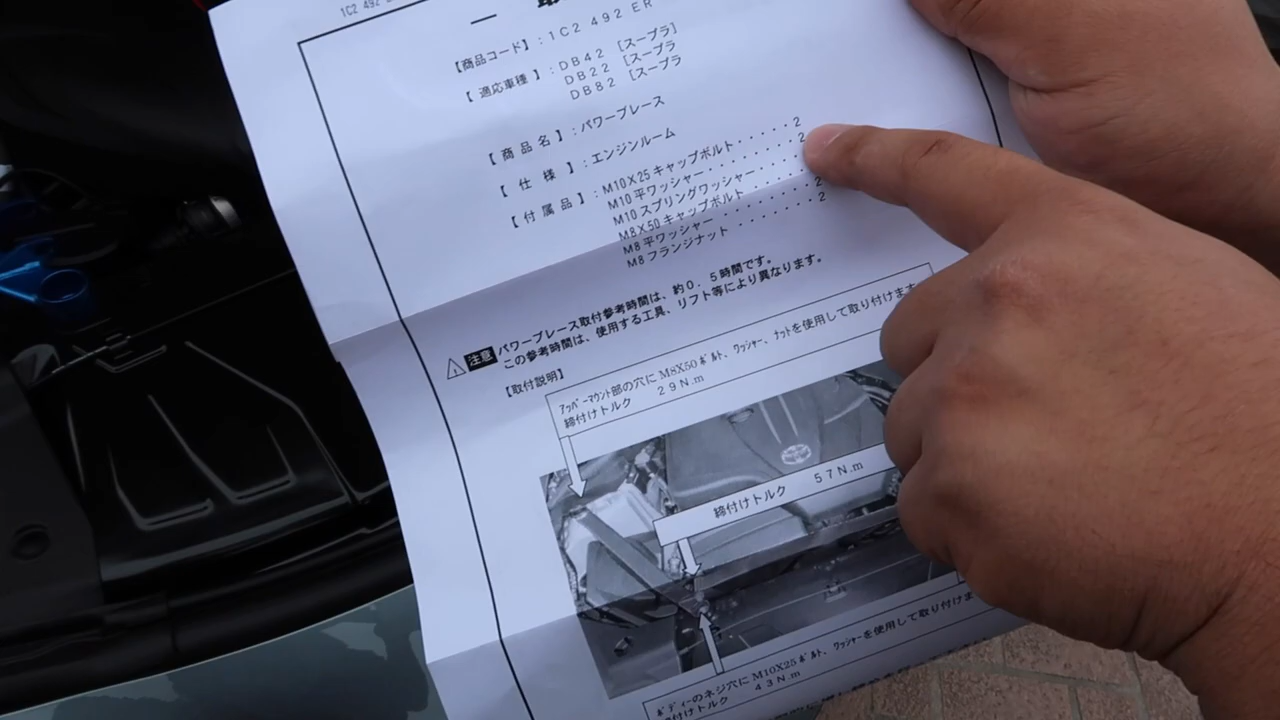 1C2 492
【商品コード】:1C2 492 ER
【 適応車種 】:DB42 [スープラ]
DB22 [スープラ
DB82 [スープラ
【 商 品 名 】:パワーブレース
【 仕 様 】:エンジンルーム
【 付 属 品 】:M10X25 キャップボルト・・・・・2
M10 平ワッシャー・・・・・・・2
M10 スプリングワッシャー・・・・
M8X50 キャップボルト・・・・・2
M8 平ワッシャー
M8 フランジナット・・・・・・・2
注意 パワーブレース取付参考時間は、約0.5時間です。
この参考時間は、使用する工具、リフト等により異なります。
【取付説明】
アッパーマウント部の穴に M8X50 ボルト、ワッシャー、ナットを使用して取り付けます
締付けトルク 29N.m
締付けトルク 57N.m
ボディーのネジ穴に M10X25 ボルト、ワッシャーを使用して取り付けま
付けトルク 43N.m